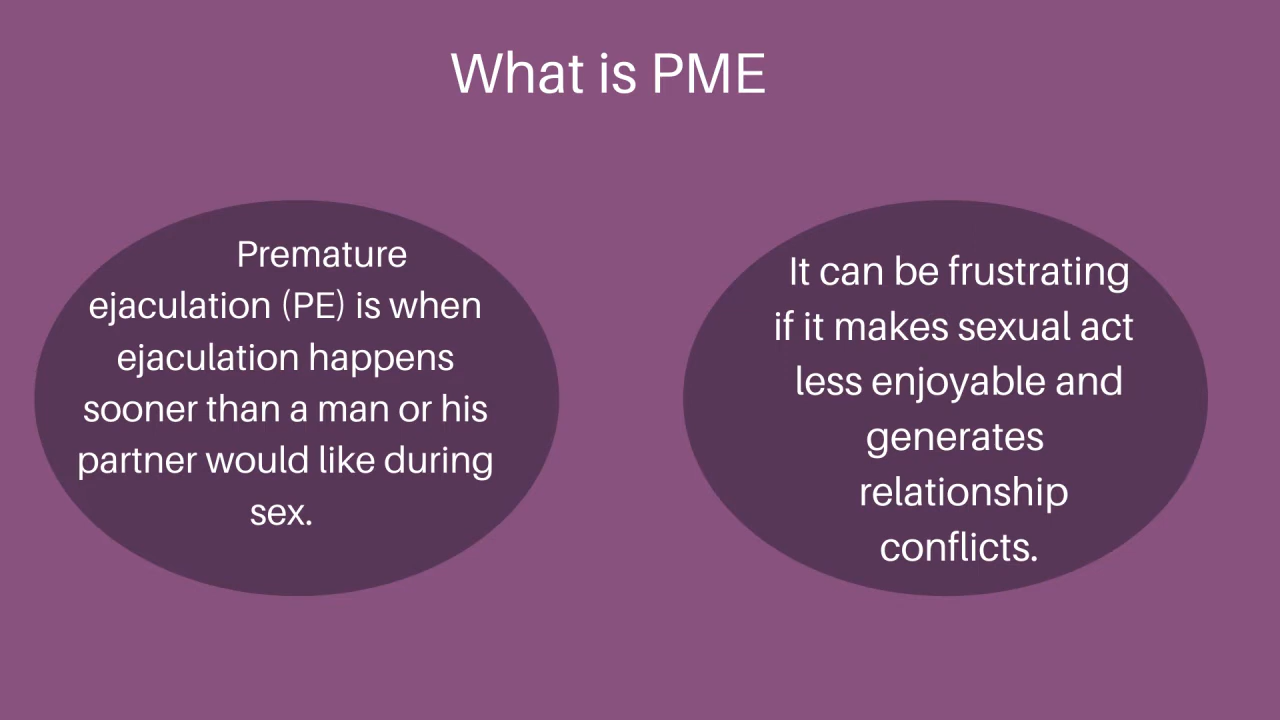 What is PME
Premature
ejaculation (PE) is when
ejaculation happens
sooner than a man or his
partner would like during
sex.
It can be frustrating
if it makes sexual act
less enjoyable and
generates
relationship
conflicts.